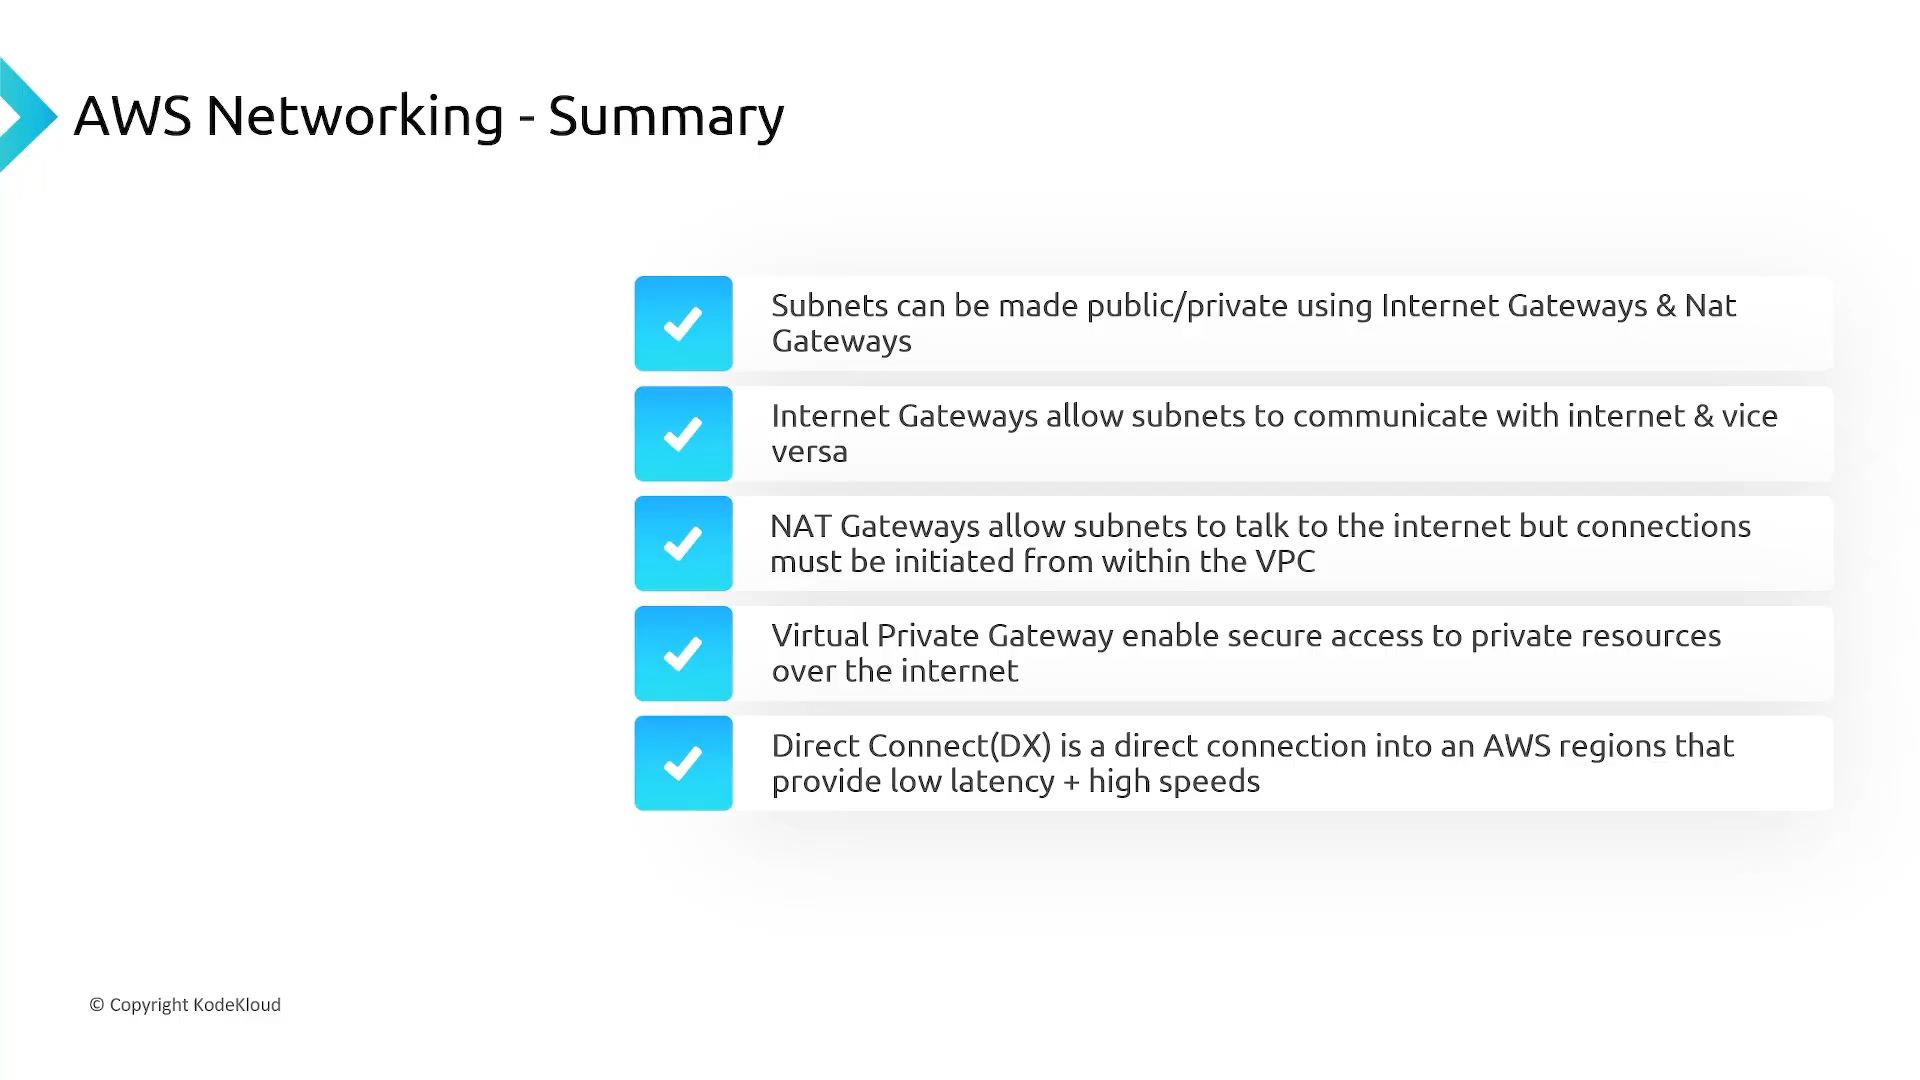 AWS Networking - Summary
Subnets can be made public/private using Internet Gateways & Nat
Gateways
Internet Gateways allow subnets to communicate with internet & vice
versa
NAT Gateways allow subnets to talk to the internet but connections
must be initiated from within the VPC
Virtual Private Gateway enable secure access to private resources
over the internet
Direct Connect(DX) is a direct connection into an AWS regions that
provide low latency + high speeds
© Copyright KodeKloud